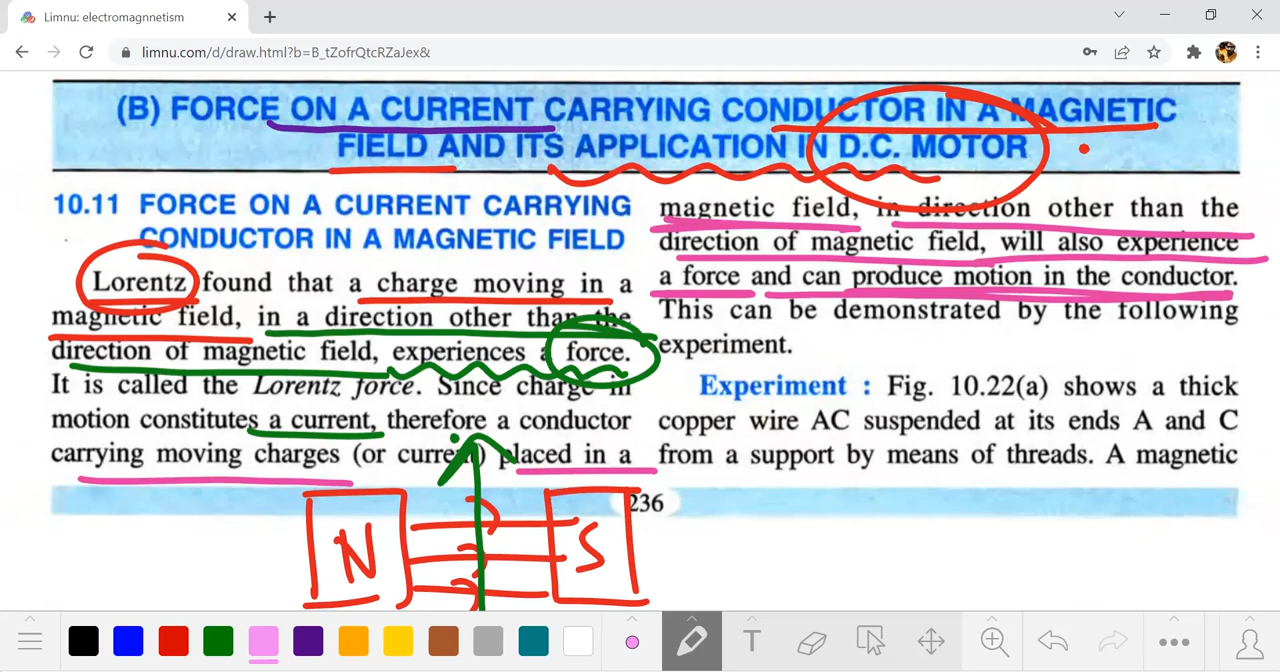 Limnu: electromagnnetism
limnu.com/d/draw.html?b=B_tZofrQtcRZaJex&
(B) FORCE ON A CURRENT CARRYING CONDUCTOR IN A MAGNETIC
FIELD AND ITS APPLICATION IN D.C. MOTOR
10.11 FORCE ON A CURRENT CARRYING
CONDUCTOR IN A MAGNETIC FIELD
Lorentz found that a charge moving in a
magnetic field, in a direction other than the
direction of magnetic field, experiences a force.
It is called the Lorentz force. Since charge in
motion constitutes a current, therefore a conductor
carrying moving charges (or current) placed in a
magnetic field, in direction other than the
direction of magnetic field, will also experience
a force and can produce motion in the conductor.
This can be demonstrated by the following
experiment.
Experiment : Fig. 10.22(a) shows a thick
copper wire AC suspended at its ends A and C
from a support by means of threads. A magnetic
236
N S
T